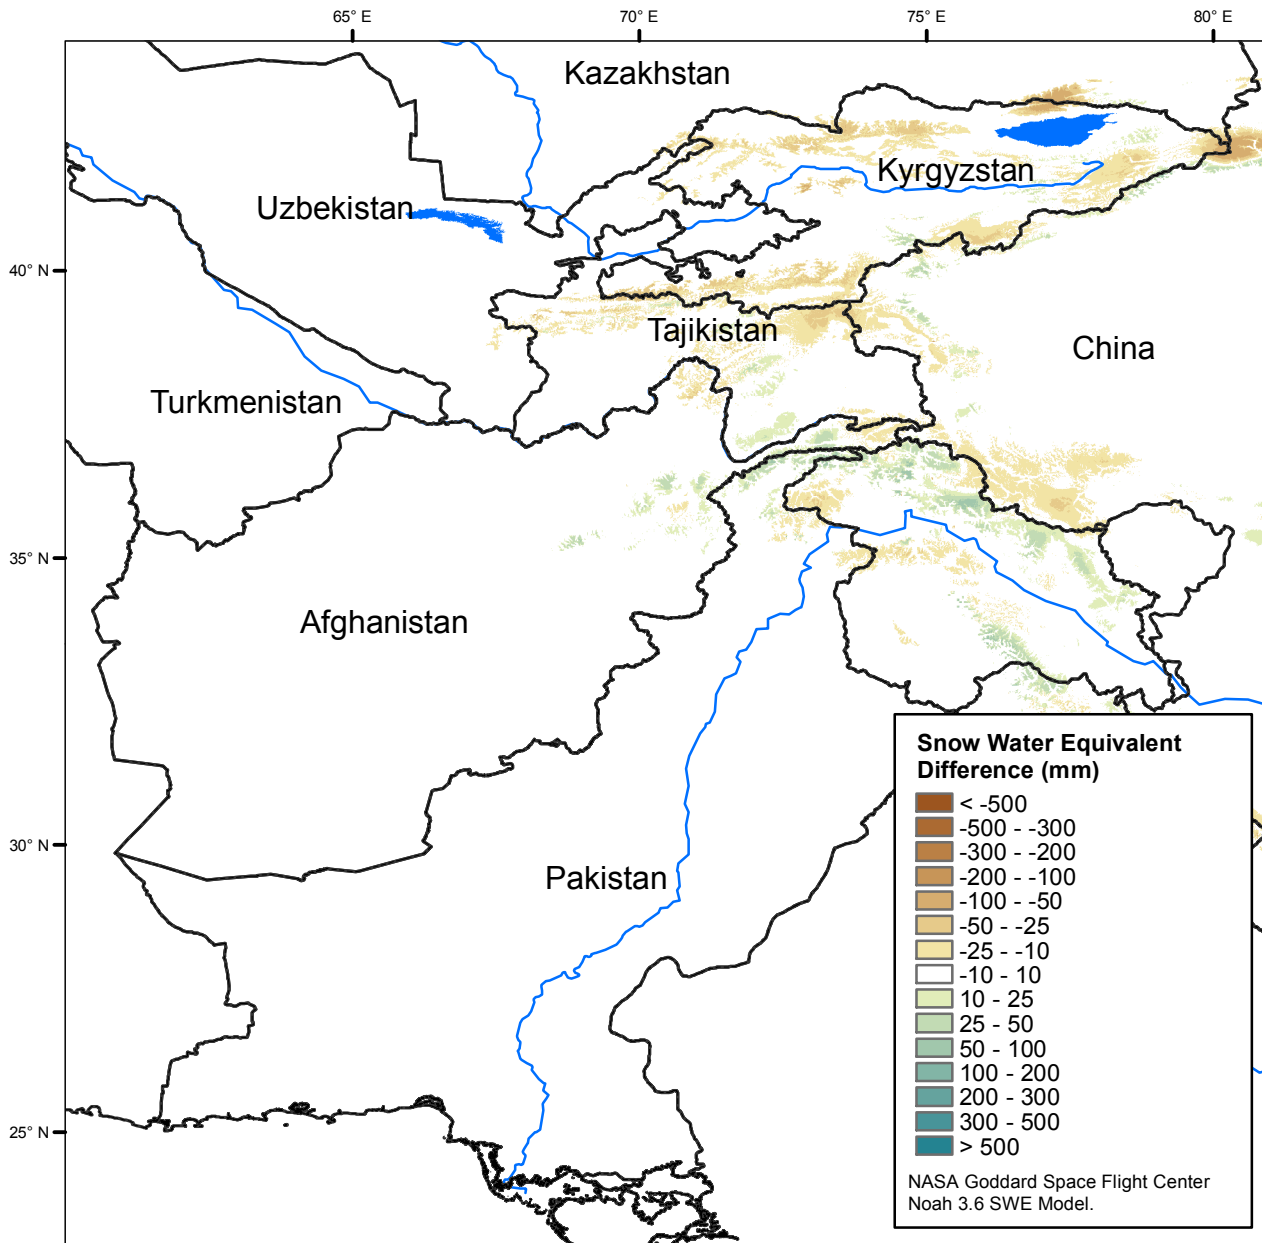 65° E 70° E 75° E 80° E
Kazakhstan
Kyrgyzstan
Uzbekistan
40° N
Tajikistan
China
Turkmenistan
35° N
Afghanistan
Snow Water Equivalent
Difference (mm)
< -500
-500 - -300
-300 - -200
-200 - -100
-100 - -50
-50 - -25
-25 - -10
-10 - 10
10 - 25
25 - 50
50 - 100
100 - 200
200 - 300
300 - 500
> 500
NASA Goddard Space Flight Center
Noah 3.6 SWE Model.
30° N
Pakistan
25° N